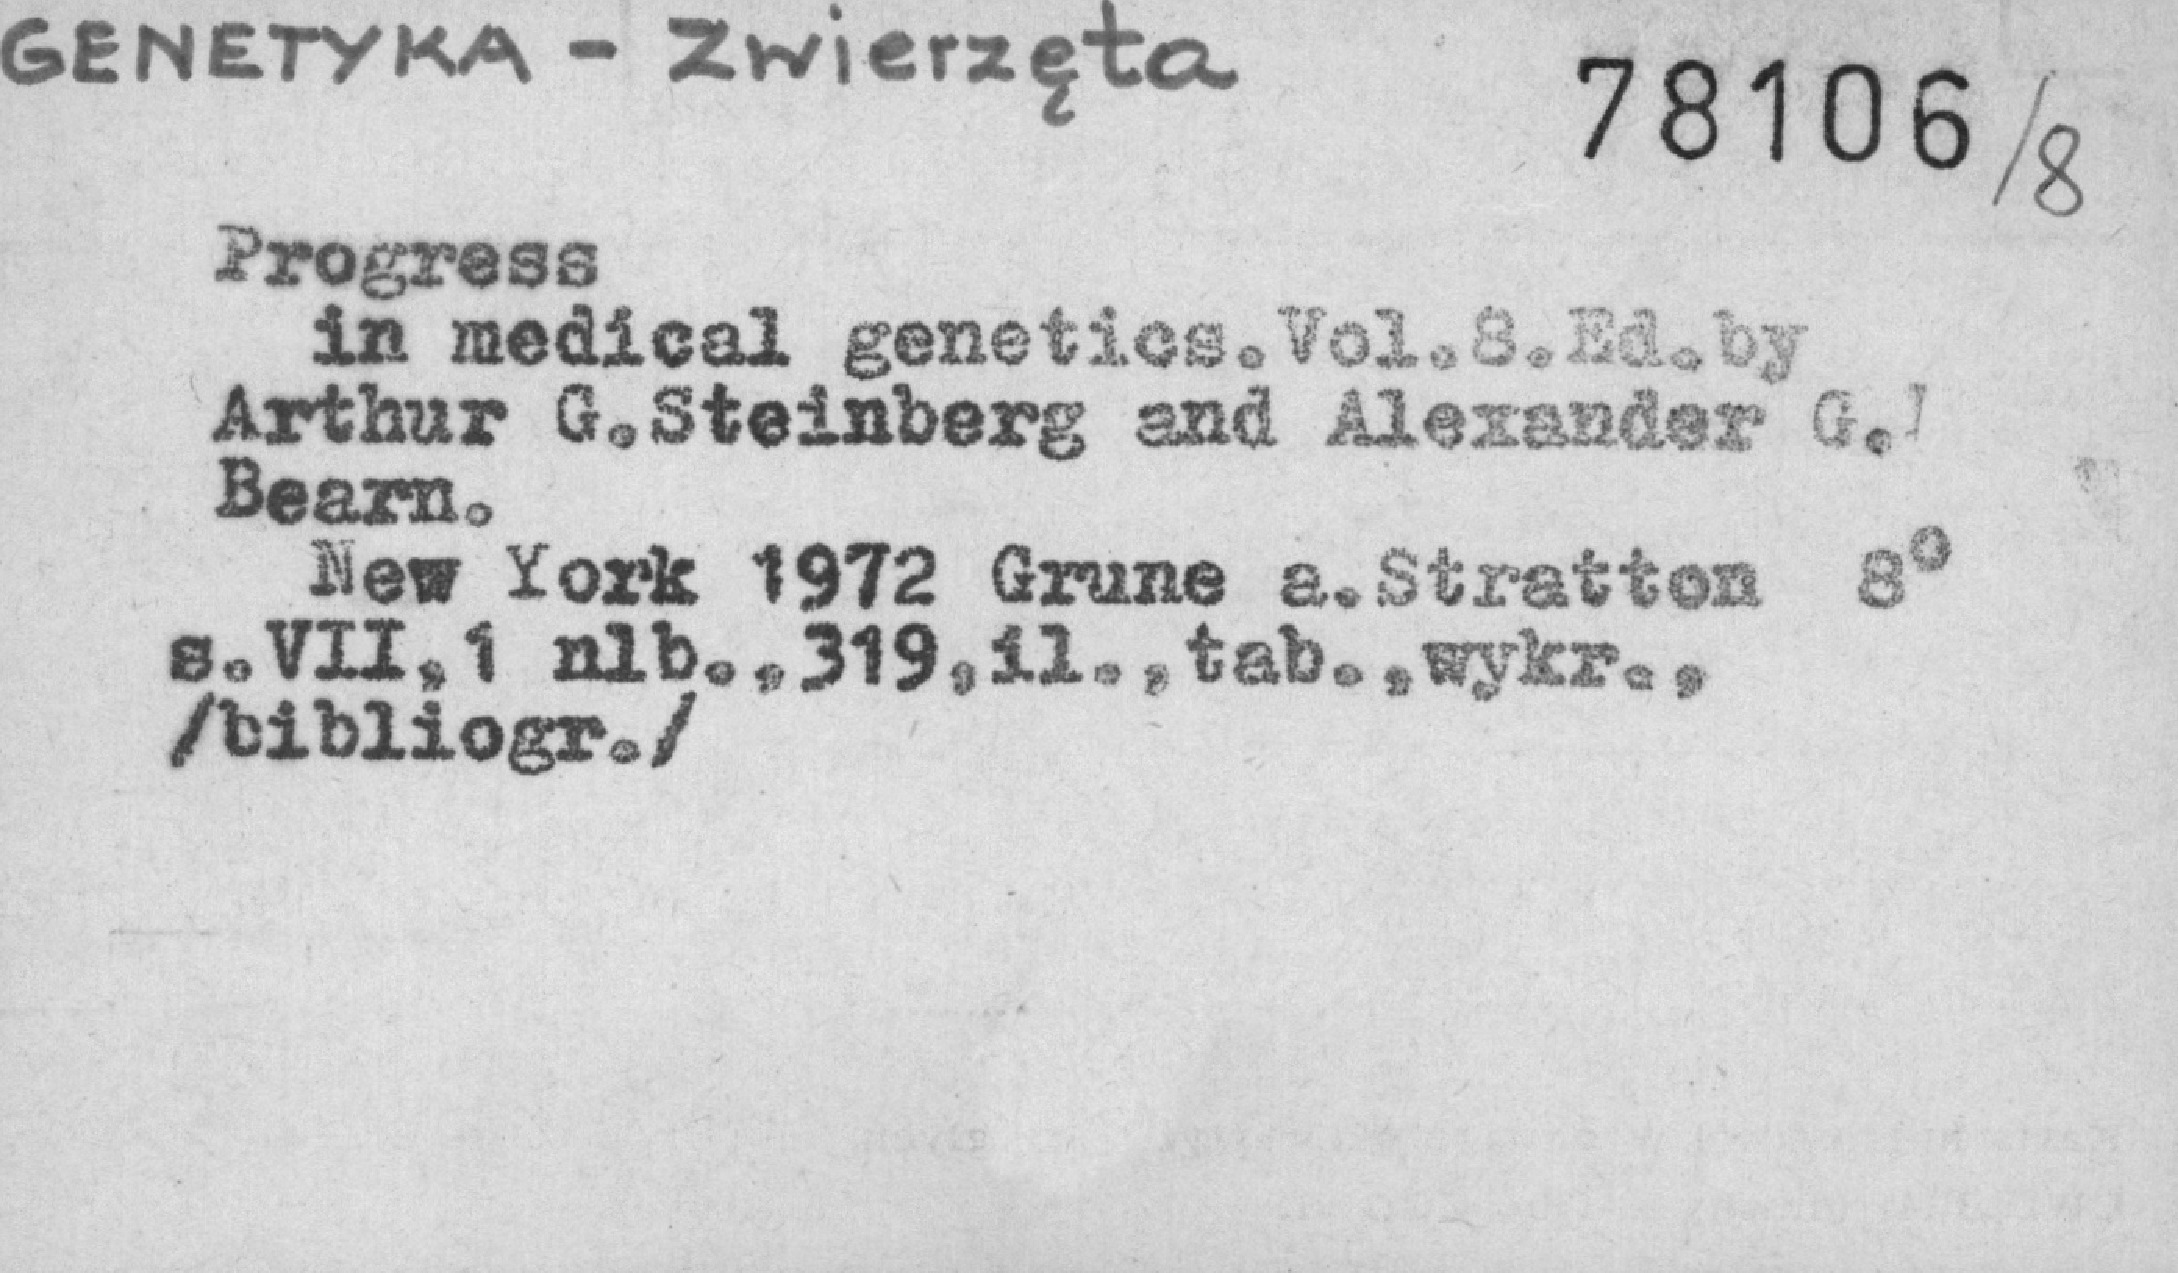 GENETYKA - Zwierzęta
78106/8
Progress
in medical genetics.Vol.8.Ed.by
Arthur G.Steinberg and Alexander G.
Bearn.
New York 1972 Grune a.Stratton 8°
s.VII,1 nlb.,319,il.,tab.,wykr.,
/bibliogr./